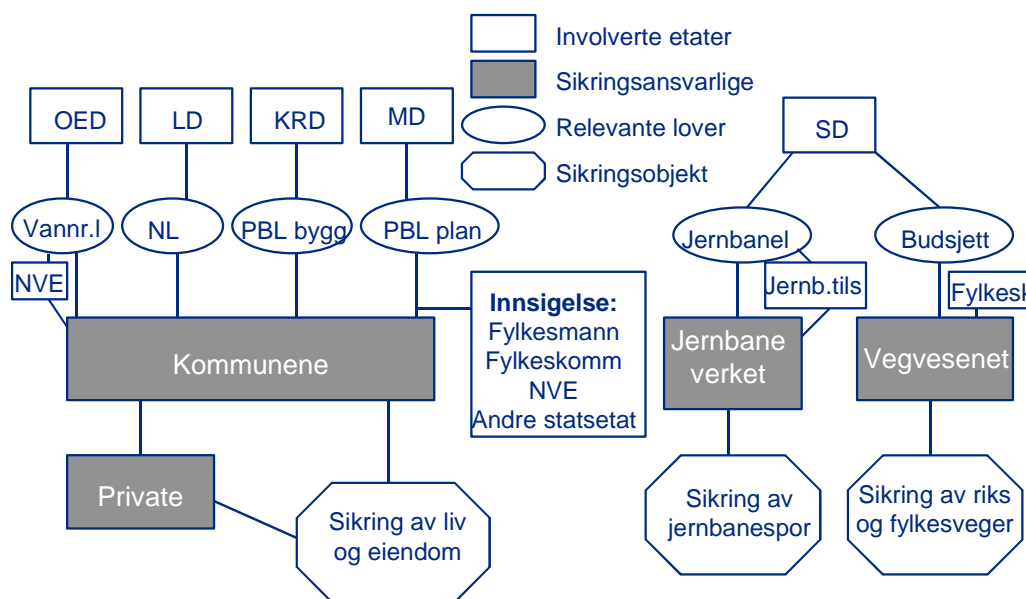 Involverte etater
Sikringsansvarlige
Relevante lover
Sikringsobjekt
OED
LD
KRD
MD
SD
Vannr.l
NL
PBL bygg
PBL plan
Jernbanel
Budsjett
NVE
Jernb.tils
Fylkesk
Innsigelse:
Fylkesmann
Fylkeskomm
NVE
Andre statsetat
Kommunene
Jernbane
verket
Vegvesenet
Private
Sikring av liv
og eiendom
Sikring av
jernbanespor
Sikring av riks
og fylkesveger